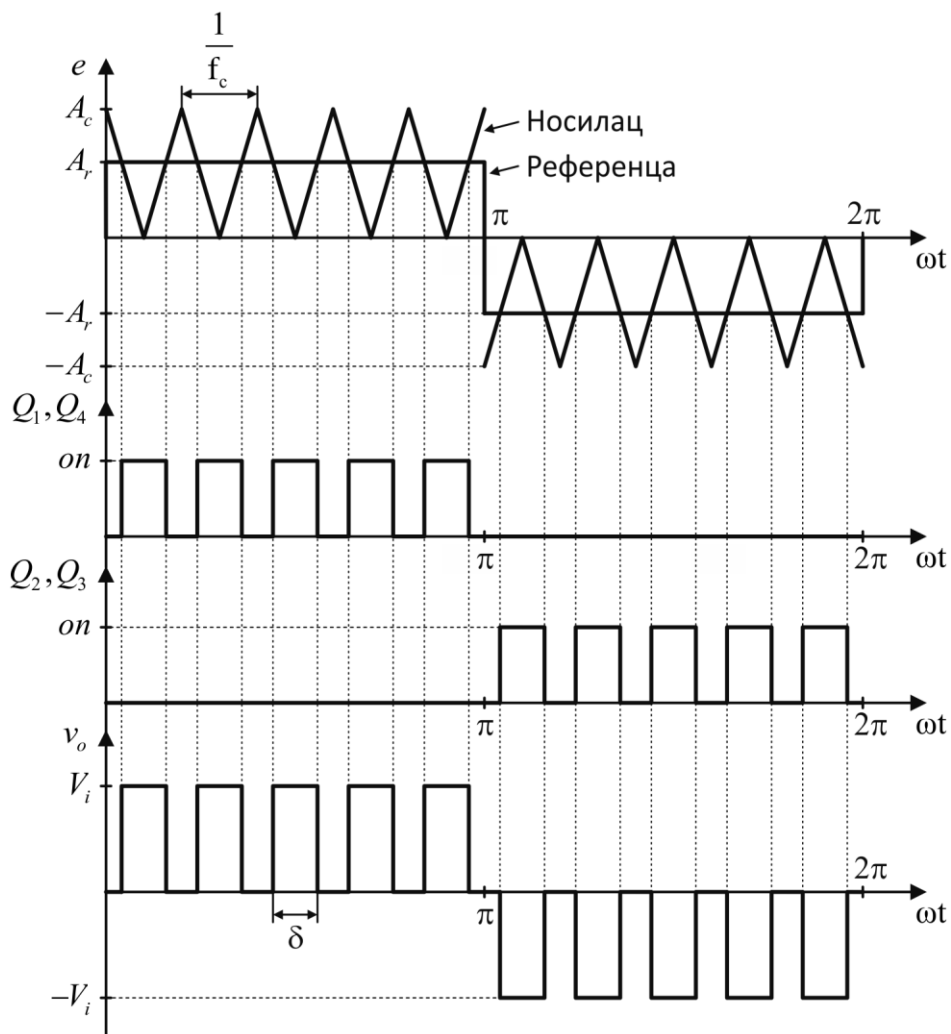 1
f_c
e
A_c
Носилац
A_r
Референца
π
2π
ωt
−A_r
−A_c
Q_1, Q_4
on
π
2π
ωt
Q_2, Q_3
on
π
2π
ωt
v_o
V_i
2π
π
ωt
δ
−V_i